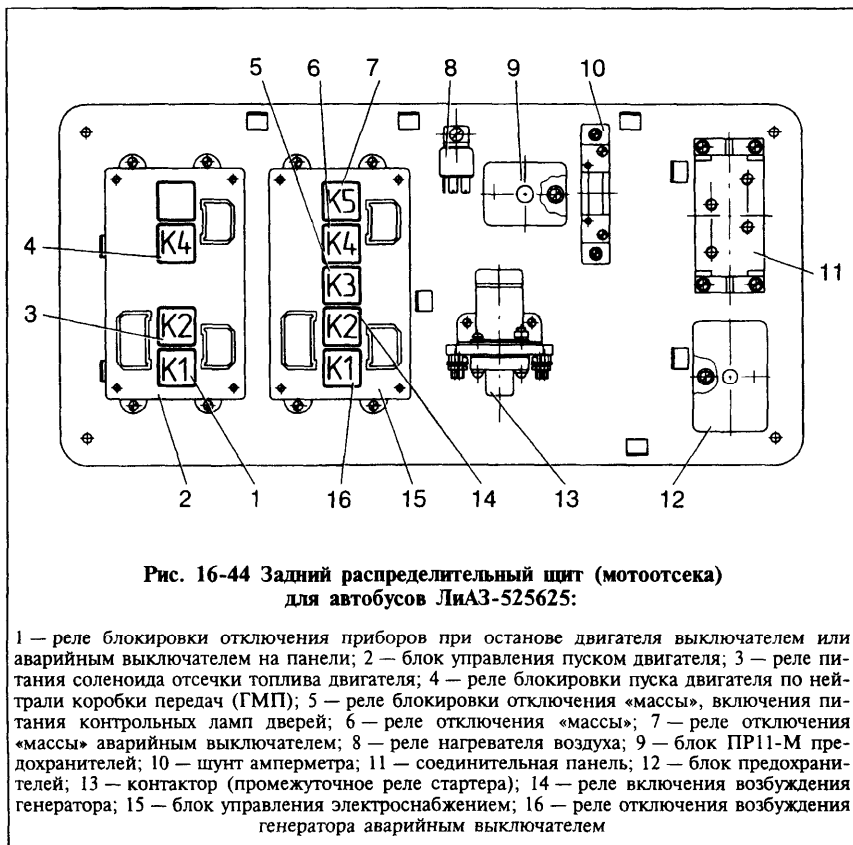 5 6 7 8 9 10
K5
K4 K4
4
K3
11
3
K2 K2
K1 K1
2 1 16 15 14 13 12
Рис. 16-44 Задний распределительный щит (мотоотсека)
для автобусов ЛиАЗ-525625:
1 — реле блокировки отключения приборов при останове двигателя выключателем или
аварийным выключателем на панели; 2 — блок управления пуском двигателя; 3 — реле пи-
тания соленоида отсечки топлива двигателя; 4 — реле блокировки пуска двигателя по ней-
трали коробки передач (ГМП); 5 — реле блокировки отключения «массы», включения пи-
тания контрольных ламп дверей; 6 — реле отключения «массы»; 7 — реле отключения
«массы» аварийным выключателем; 8 — реле нагревателя воздуха; 9 — блок ПР11-М пре-
дохранителей; 10 — шунт амперметра; 11 — соединительная панель; 12 — блок предохрани-
телей; 13 — контактор (промежуточное реле стартера); 14 — реле включения возбуждения
генератора; 15 — блок управления электроснабжением; 16 — реле отключения возбуждения
генератора аварийным выключателем